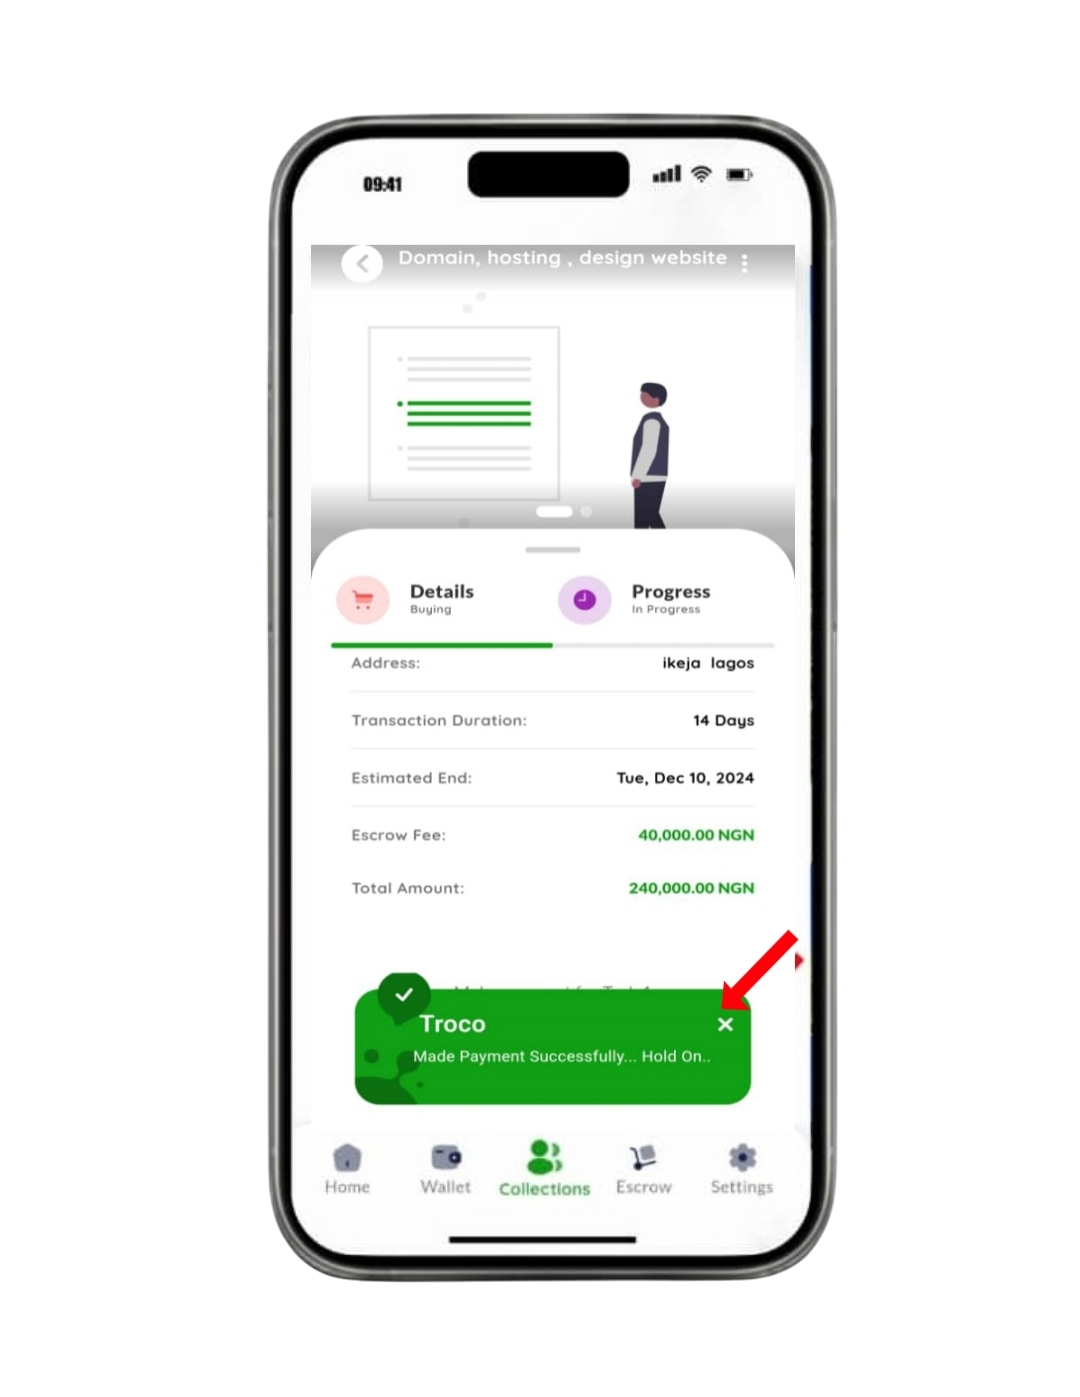 09:41
Domain, hosting , design website
Details
Buying
Progress
In Progress
Address: ikeja lagos
Transaction Duration: 14 Days
Estimated End: Tue, Dec 10, 2024
Escrow Fee: 40,000.00 NGN
Total Amount: 240,000.00 NGN
Troco
Made Payment Successfully... Hold On..
Home Wallet Collections Escrow Settings